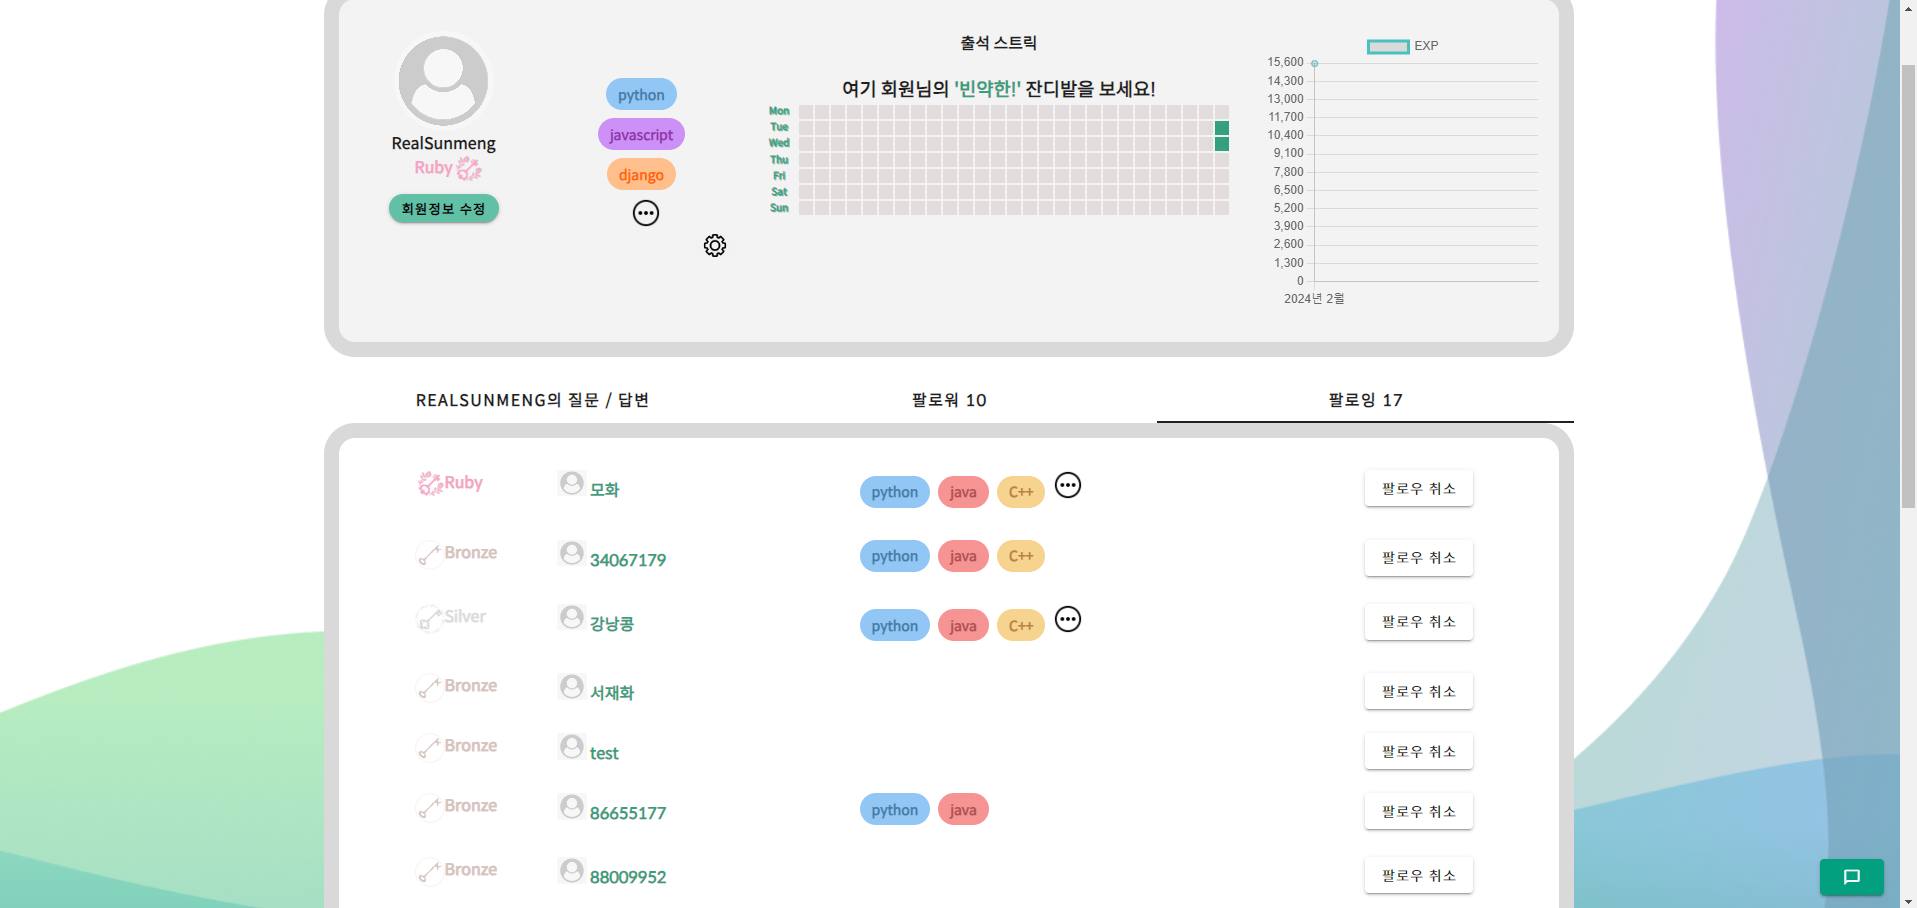 RealSunmeng
Ruby
회원정보 수정
python
javascript
django
출석 스트릭
여기 회원님의 '빈약한!' 잔디밭을 보세요!
Mon
Tue
Wed
Thu
Fri
Sat
Sun
EXP
15,600
14,300
13,000
11,700
10,400
9,100
7,800
6,500
5,200
3,900
2,600
1,300
0
2024년 2월
REALSUNMENG의 질문 / 답변
팔로워 10
팔로잉 17
Ruby 모화 python java C++ 팔로우 취소
Bronze 34067179 python java C++ 팔로우 취소
Silver 강낭콩 python java C++ 팔로우 취소
Bronze 서재화 팔로우 취소
Bronze test 팔로우 취소
Bronze 86655177 python java 팔로우 취소
Bronze 88009952 팔로우 취소